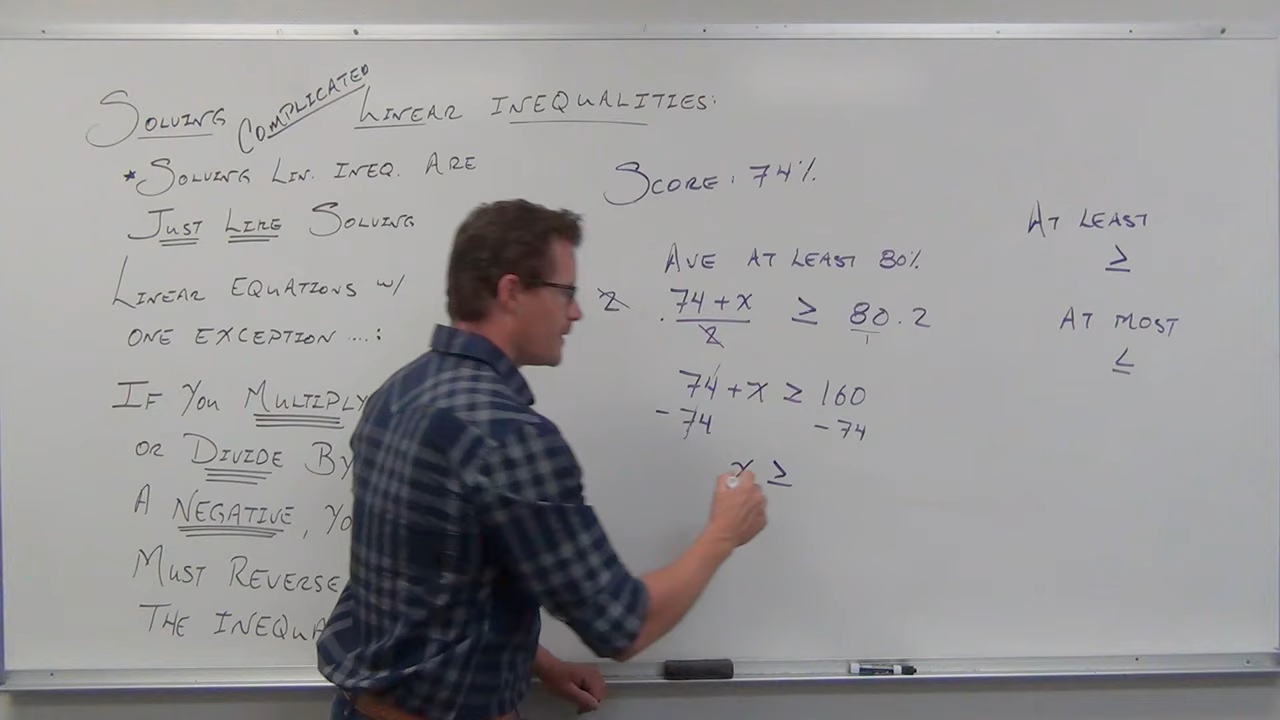 SOLVING COMPLICATED LINEAR INEQUALITIES:
* SOLVING LIN. INEQ. ARE
JUST LIKE SOLVING
LINEAR EQUATIONS W/
ONE EXCEPTION ....:
IF YOU MULTIPLY
OR DIVIDE BY
A NEGATIVE,
MUST REVERSE
THE
SCORE: 74%
AVE AT LEAST 80%
2 · 74 + x / 2 ≥ 80 · 2
1
74 + x ≥ 160
- 74 - 74
x ≥
AT LEAST
≥
AT MOST
≤